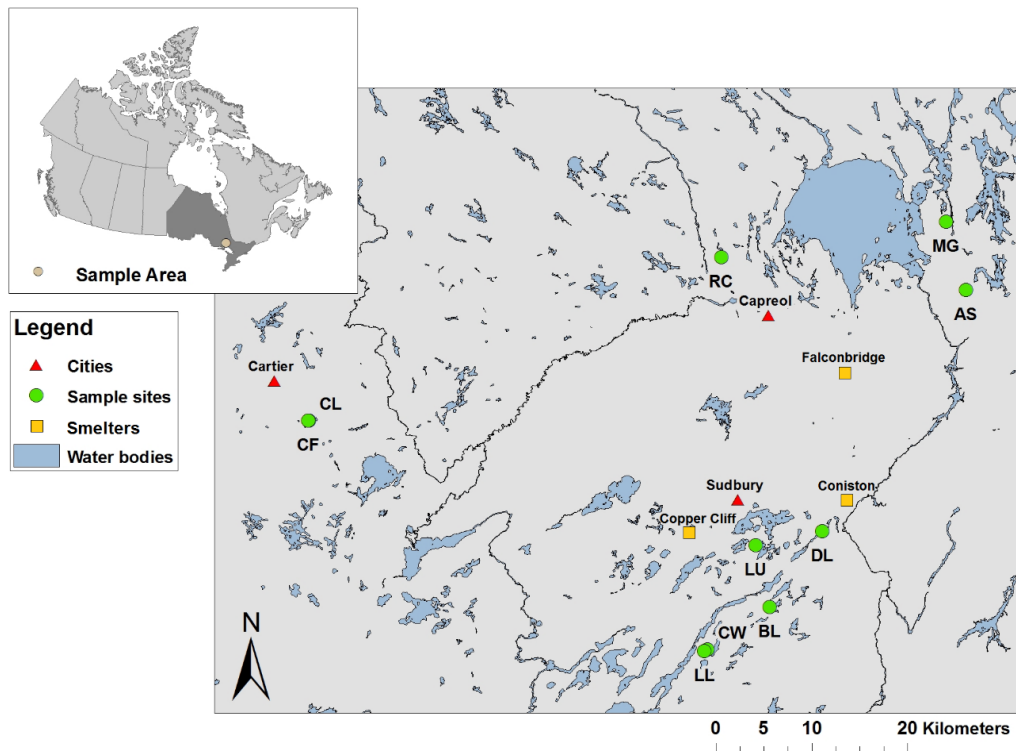 Sample Area
Legend
Cities
Sample sites
Smelters
Water bodies
N
MG
RC
AS
Capreol
Falconbridge
Cartier
CL
CF
Sudbury
Coniston
Copper Cliff
LU
DL
CW
BL
LL
0 5 10 20 Kilometers